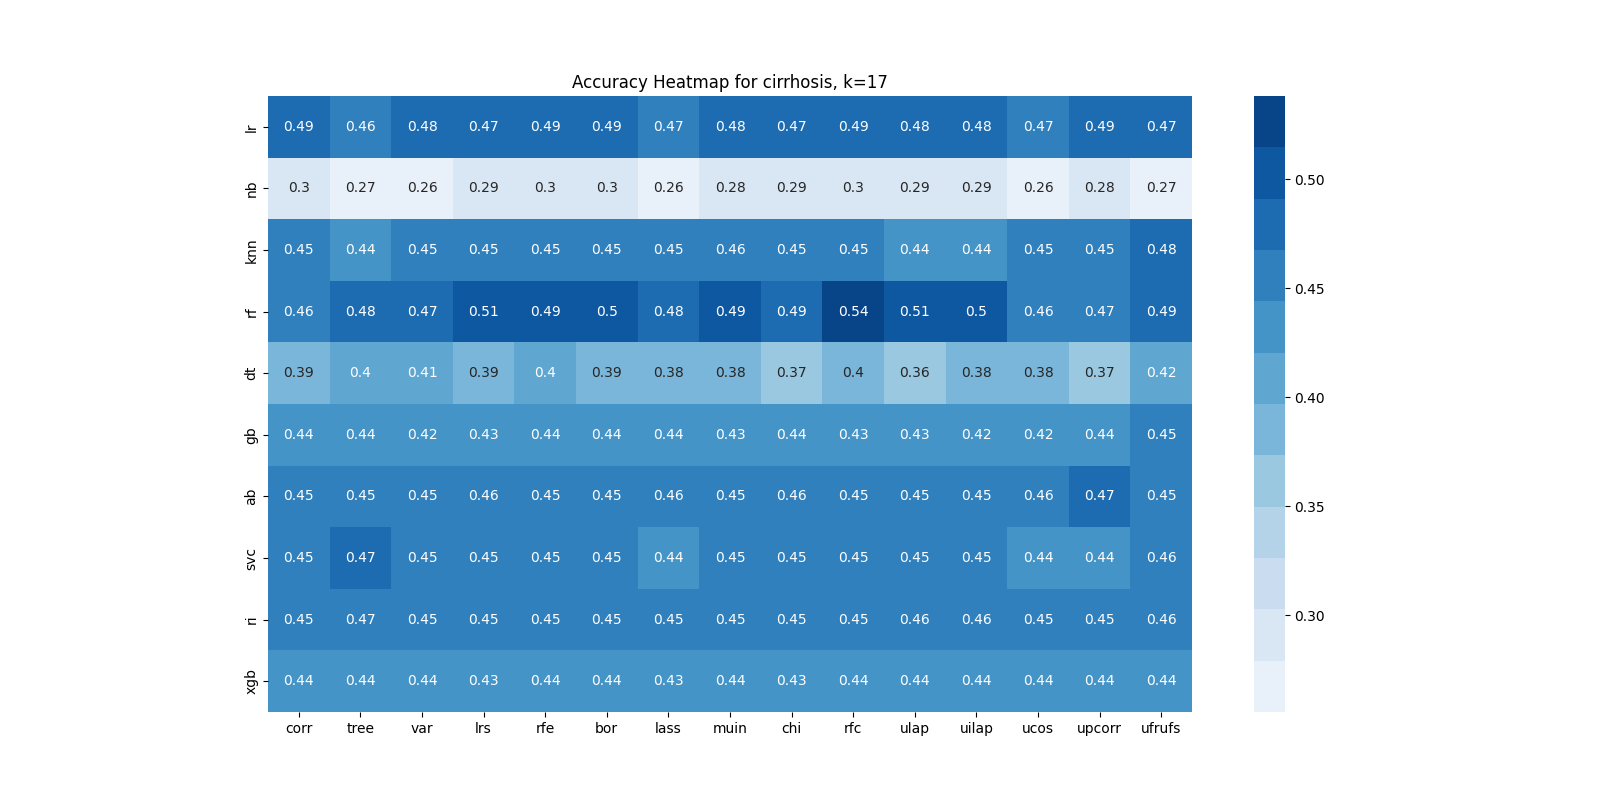 Accuracy Heatmap for cirrhosis, k=17
lr 0.49 0.46 0.48 0.47 0.49 0.49 0.47 0.48 0.47 0.49 0.48 0.48 0.47 0.49 0.47
nb 0.3 0.27 0.26 0.29 0.3 0.3 0.26 0.28 0.29 0.3 0.29 0.29 0.26 0.28 0.27
knn 0.45 0.44 0.45 0.45 0.45 0.45 0.45 0.46 0.45 0.45 0.44 0.44 0.45 0.45 0.48
rf 0.46 0.48 0.47 0.51 0.49 0.5 0.48 0.49 0.49 0.54 0.51 0.5 0.46 0.47 0.49
dt 0.39 0.4 0.41 0.39 0.4 0.39 0.38 0.38 0.37 0.4 0.36 0.38 0.38 0.37 0.42
gb 0.44 0.44 0.42 0.43 0.44 0.44 0.44 0.43 0.44 0.43 0.43 0.42 0.42 0.44 0.45
ab 0.45 0.45 0.45 0.46 0.45 0.45 0.46 0.45 0.46 0.45 0.45 0.45 0.46 0.47 0.45
svc 0.45 0.47 0.45 0.45 0.45 0.45 0.44 0.45 0.45 0.45 0.45 0.45 0.44 0.44 0.46
ri 0.45 0.47 0.45 0.45 0.45 0.45 0.45 0.45 0.45 0.45 0.46 0.46 0.45 0.45 0.46
xgb 0.44 0.44 0.44 0.43 0.44 0.44 0.43 0.44 0.43 0.44 0.44 0.44 0.44 0.44 0.44
corr tree var lrs rfe bor lass muin chi rfc ulap uilap ucos upcorr ufrufs
0.50
0.45
0.40
0.35
0.30